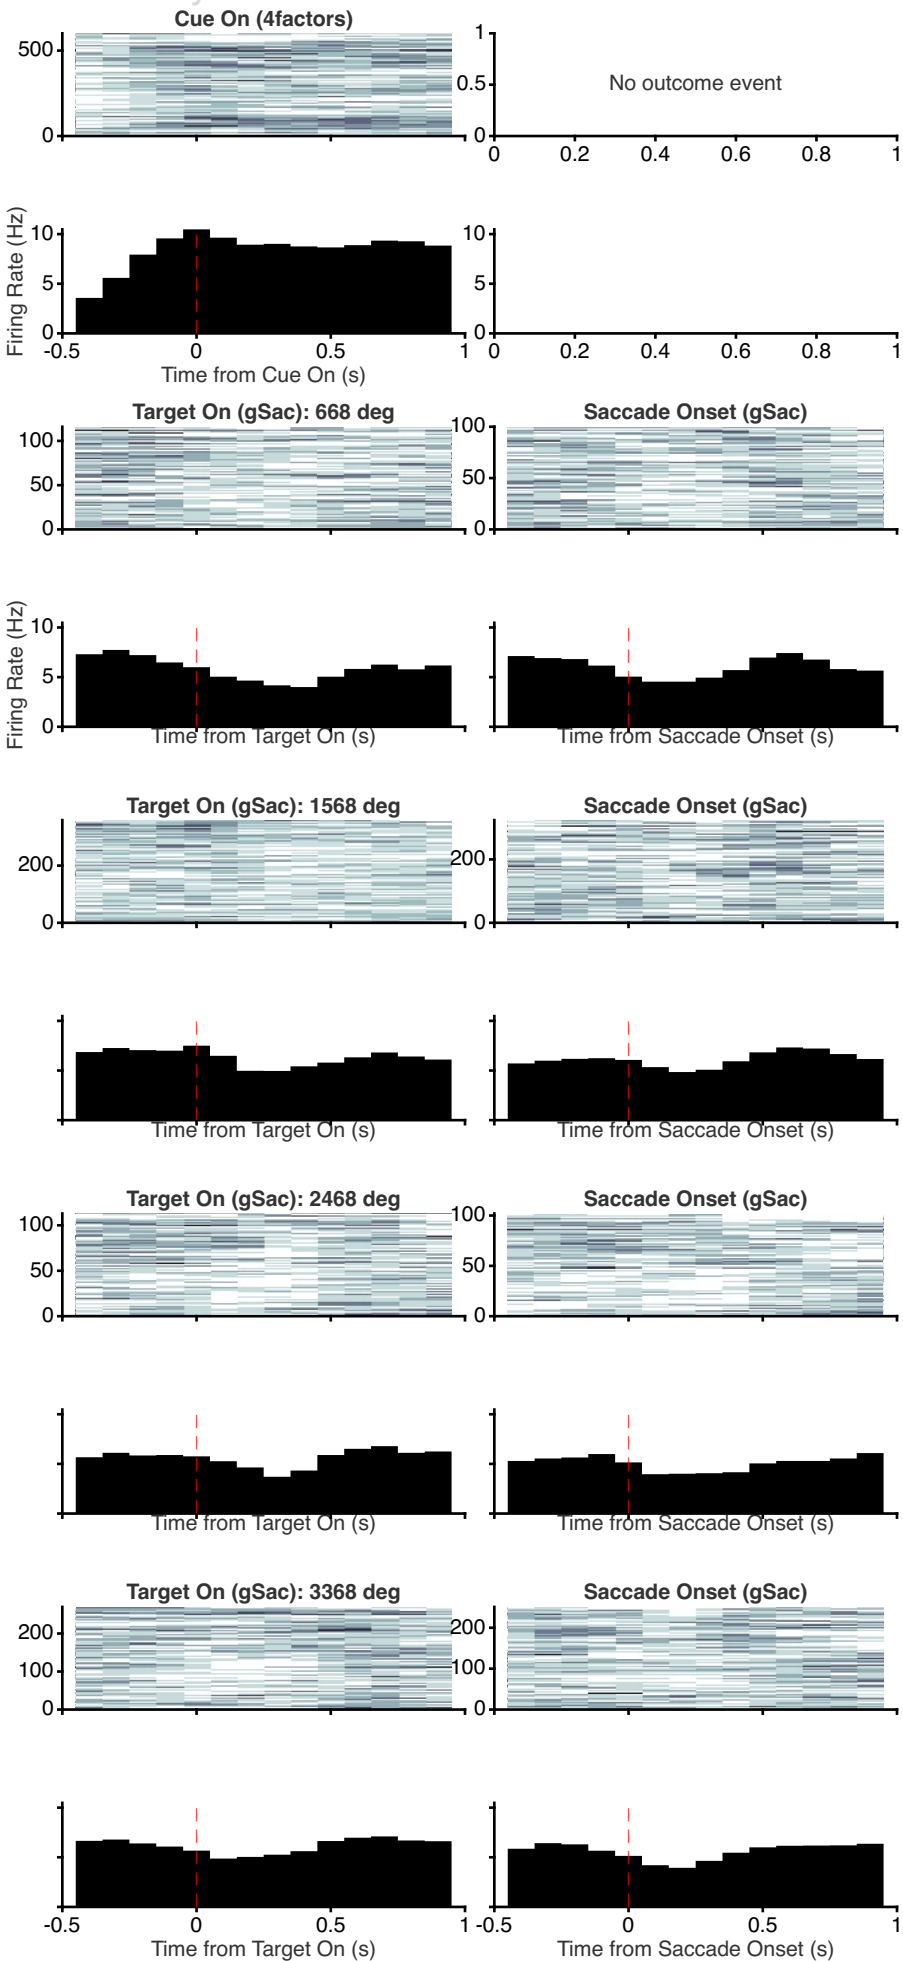 Cue On (4factors)
500
0
1
0.5
0
No outcome event
0 0.2 0.4 0.6 0.8 1
Firing Rate (Hz)
10
5
0
-0.5 0 0.5 1
Time from Cue On (s)
10
5
0
0 0.2 0.4 0.6 0.8 1
Target On (gSac): 668 deg
100
50
0
Saccade Onset (gSac)
100
50
0
Firing Rate (Hz)
10
5
0
Time from Target On (s)
Time from Saccade Onset (s)
Target On (gSac): 1568 deg
200
0
Saccade Onset (gSac)
200
0
Time from Target On (s)
Time from Saccade Onset (s)
Target On (gSac): 2468 deg
100
50
0
Saccade Onset (gSac)
100
50
0
Time from Target On (s)
Time from Saccade Onset (s)
Target On (gSac): 3368 deg
200
100
0
Saccade Onset (gSac)
200
100
0
-0.5 0 0.5 1
Time from Target On (s)
-0.5 0 0.5 1
Time from Saccade Onset (s)